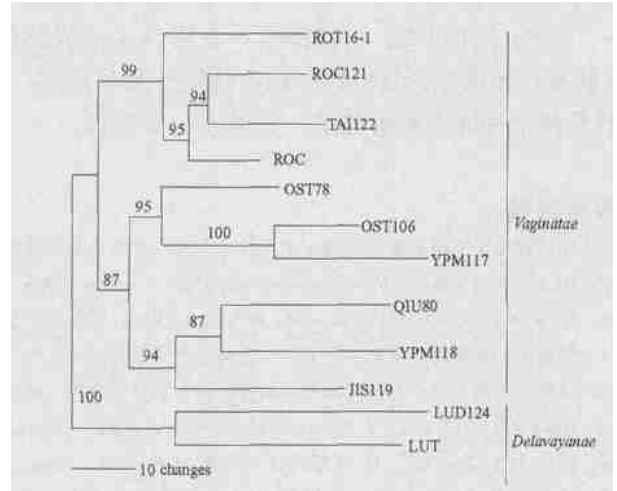 ROT16-1
99
ROC121
94
TAI122
95
ROC
OST78
95
OST106
100
Vaginatae
YPM117
87
QIU80
87
YPM118
94
JIS119
100
LUD124
LUT
Delavayanae
10 changes